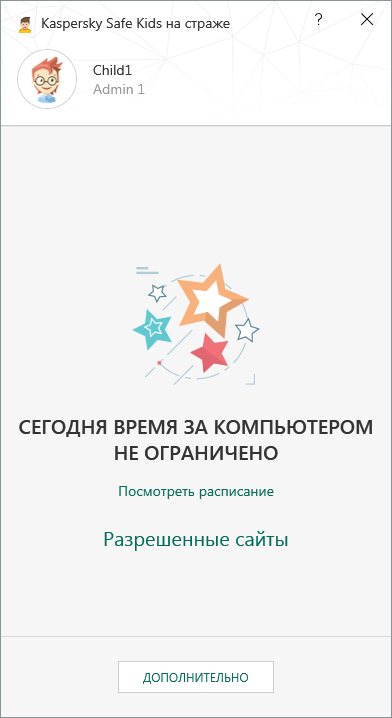 Kaspersky Safe Kids на страже
?
Child1
Admin 1
СЕГОДНЯ ВРЕМЯ ЗА КОМПЬЮТЕРОМ
НЕ ОГРАНИЧЕНО
Посмотреть расписание
Разрешенные сайты
ДОПОЛНИТЕЛЬНО